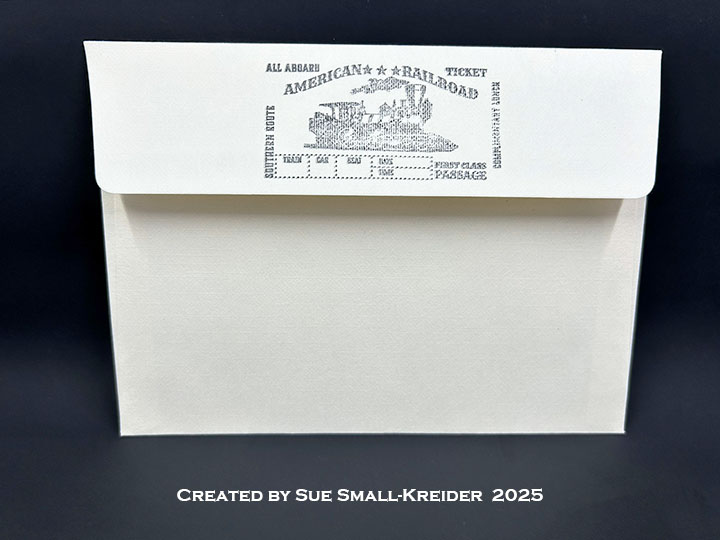 ALL ABOARD TICKET
AMERICAN RAILROAD
SOUTHERN ROUTE
COMPLIMENTARY LUNCH
TRAIN CAR SEAT DATE
TIME
FIRST CLASS
PASSAGE
Created by Sue Small-Kreider 2025